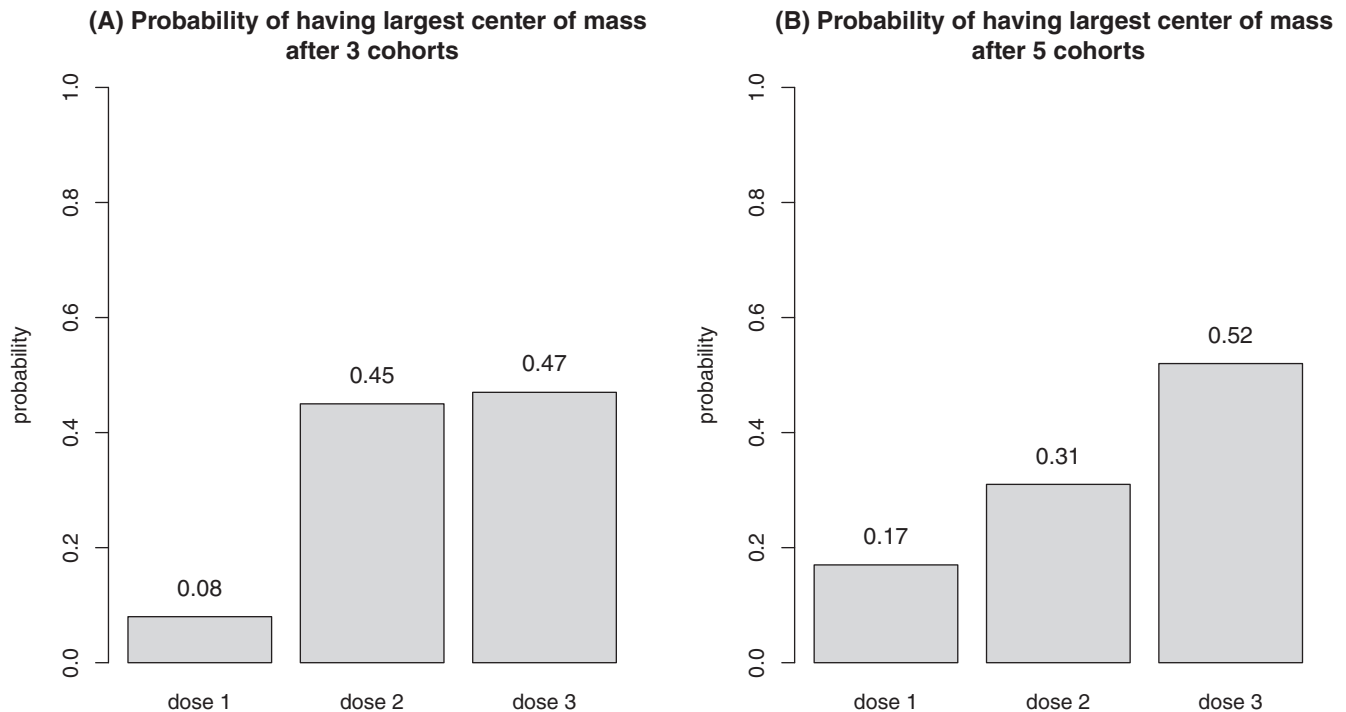 (A) Probability of having largest center of mass
after 3 cohorts
1.0
0.8
0.6
0.4
0.2
0.0
probability
0.08
0.45
0.47
dose 1
dose 2
dose 3
(B) Probability of having largest center of mass
after 5 cohorts
1.0
0.8
0.6
0.4
0.2
0.0
probability
0.17
0.31
0.52
dose 1
dose 2
dose 3